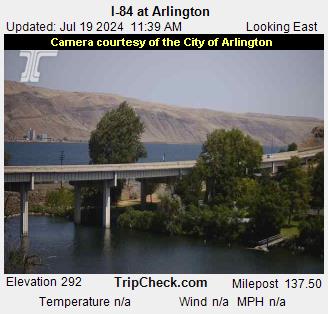 I-84 at Arlington
Updated: Jul 19 2024 11:39 AM Looking East
Camera courtesy of the City of Arlington
Elevation 292 TripCheck.com Milepost 137.50
Temperature n/a Wind n/a MPH n/a